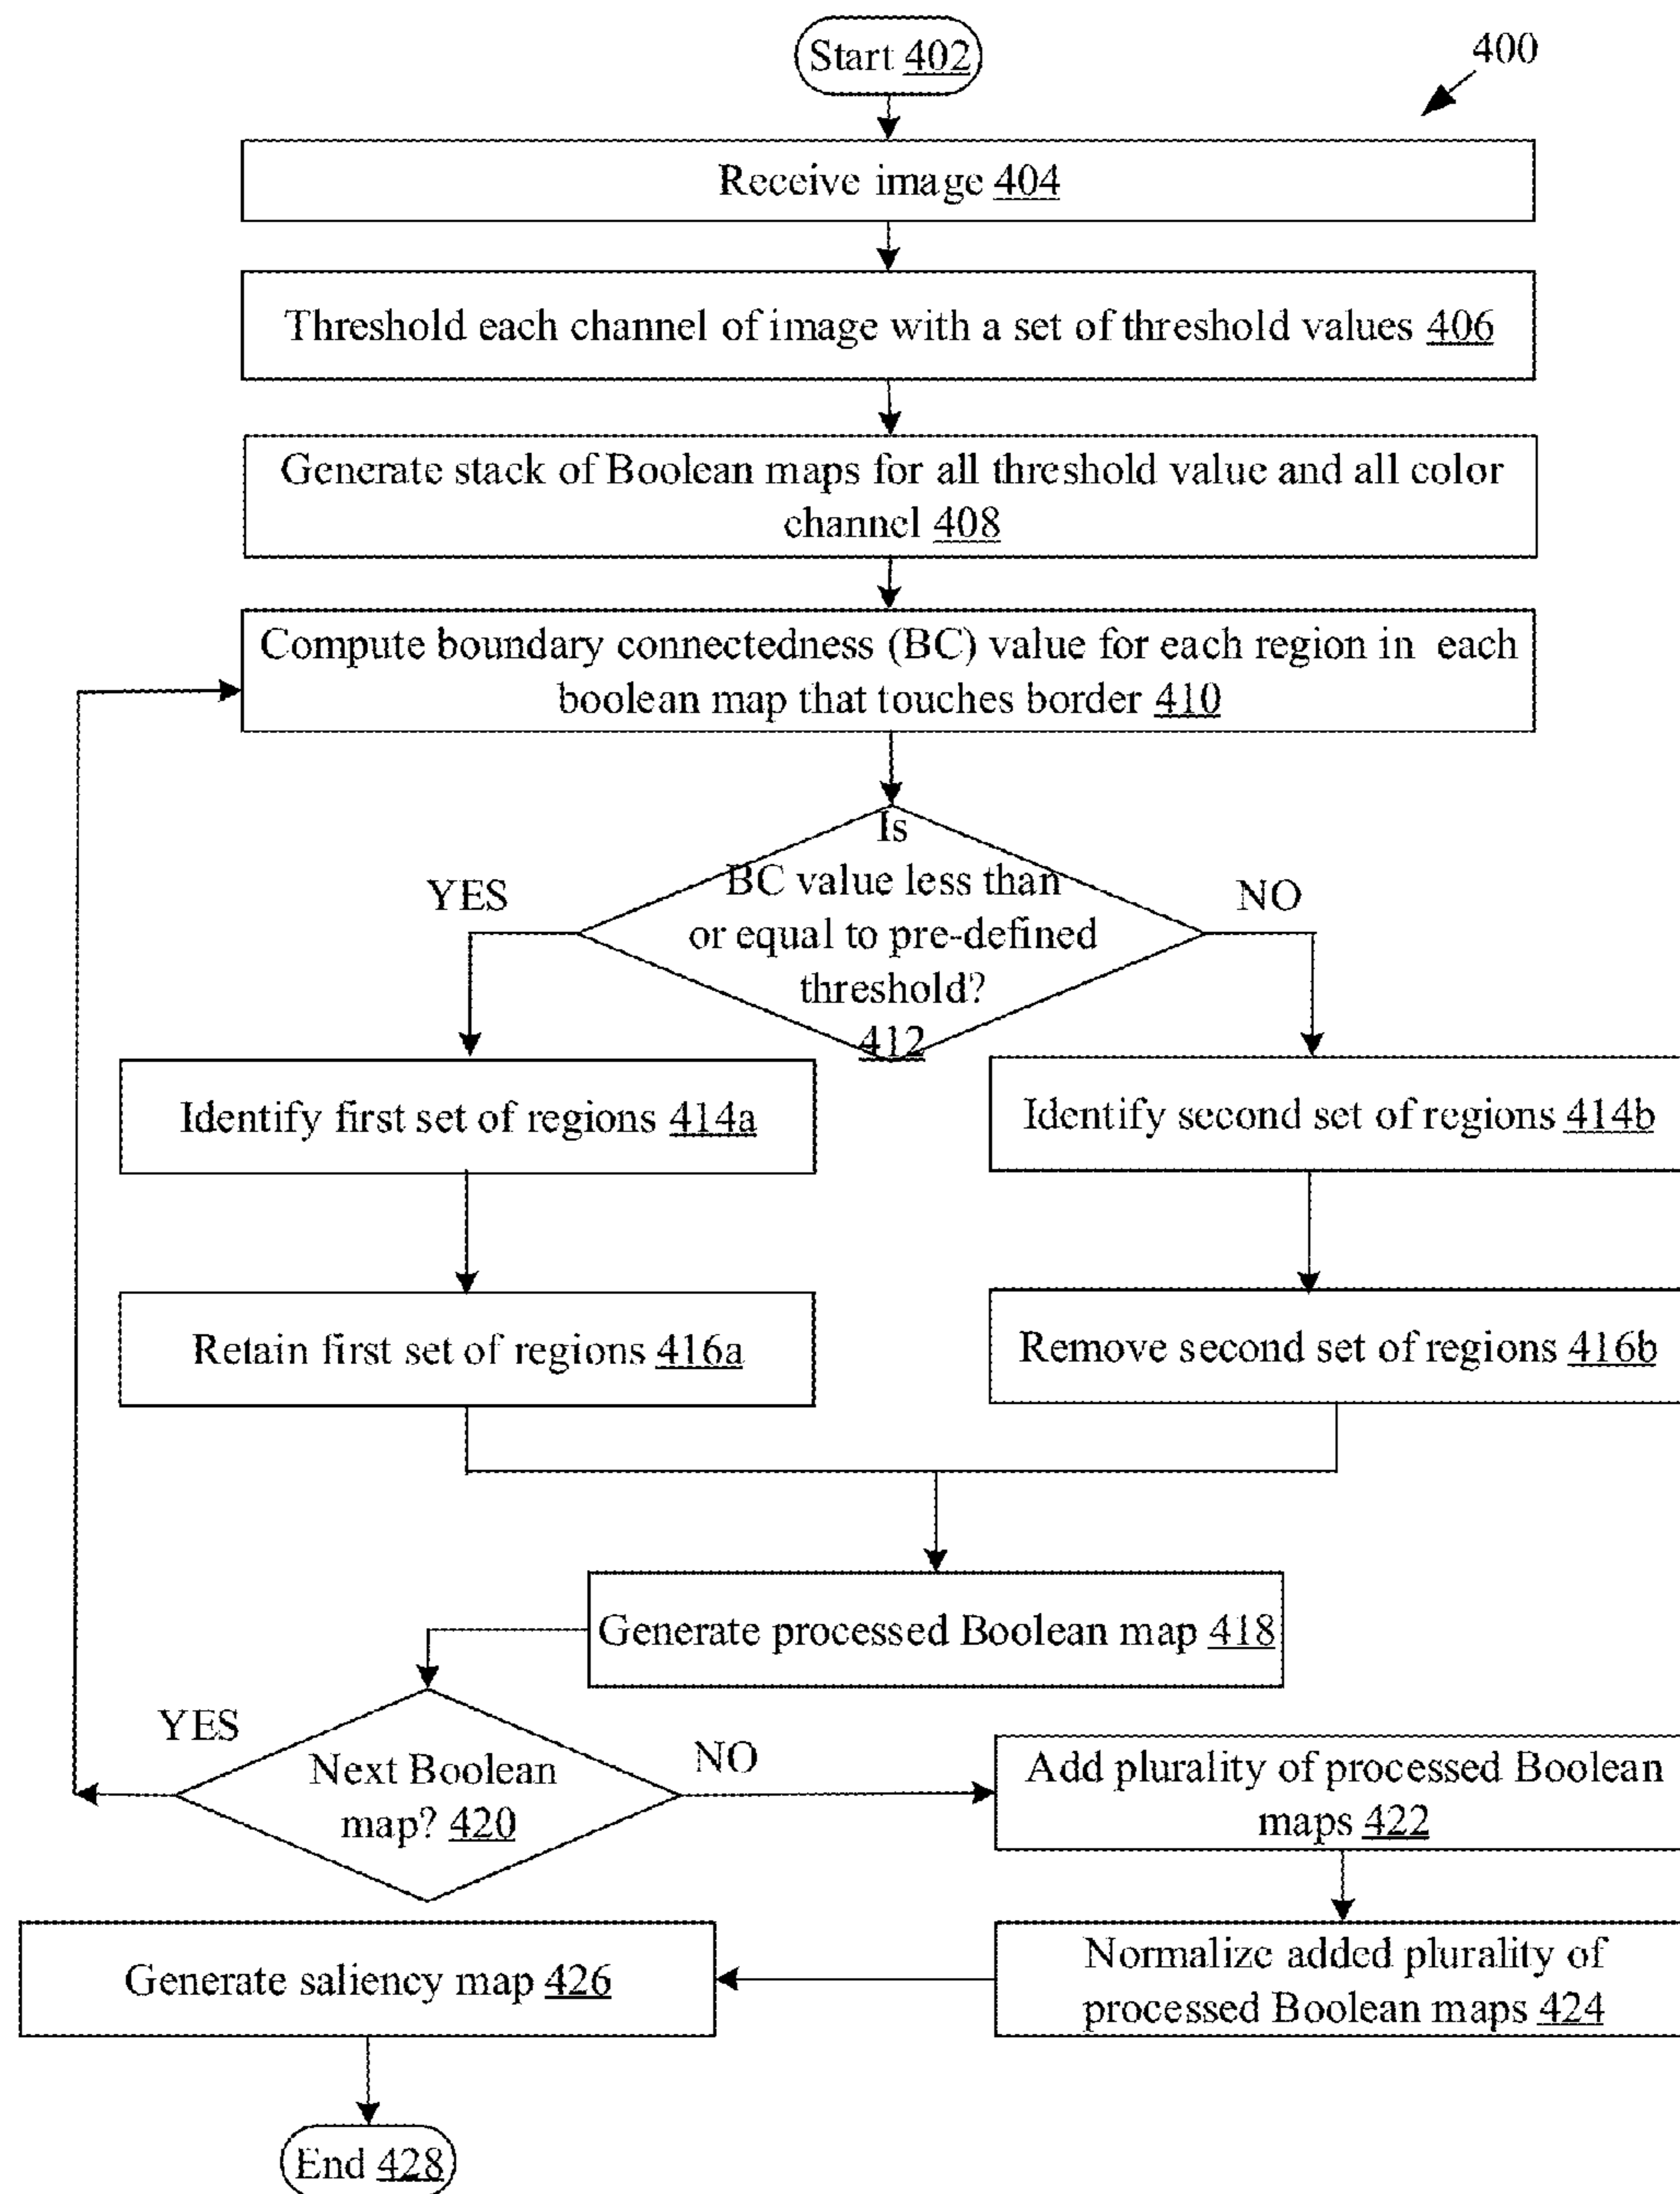 Start 402
400
Receive image 404
Threshold each channel of image with a set of threshold values 406
Generate stack of Boolean maps for all threshold value and all color
channel 408
Compute boundary connectedness (BC) value for each region in each
boolean map that touches border 410
Is
BC value less than
or equal to pre-defined
threshold?
412
YES
NO
Identify first set of regions 414a
Identify second set of regions 414b
Retain first set of regions 416a
Remove second set of regions 416b
Generate processed Boolean map 418
YES
Next Boolean
map? 420
NO
Add plurality of processed Boolean
maps 422
Normalize added plurality of
processed Boolean maps 424
Generate saliency map 426
End 428